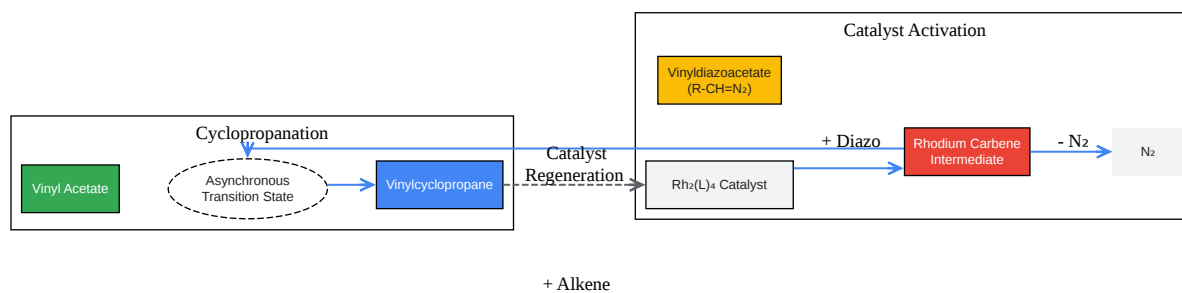 Catalyst Activation
Vinyldiazoacetate
(R-CH=N₂)
Cyclopropanation
+ Diazo
Rhodium Carbene
Intermediate
- N₂
N₂
Vinyl Acetate
Asynchronous
Transition State
Vinylcyclopropane
Catalyst
Regeneration
Rh₂(L)₄ Catalyst
+ Alkene